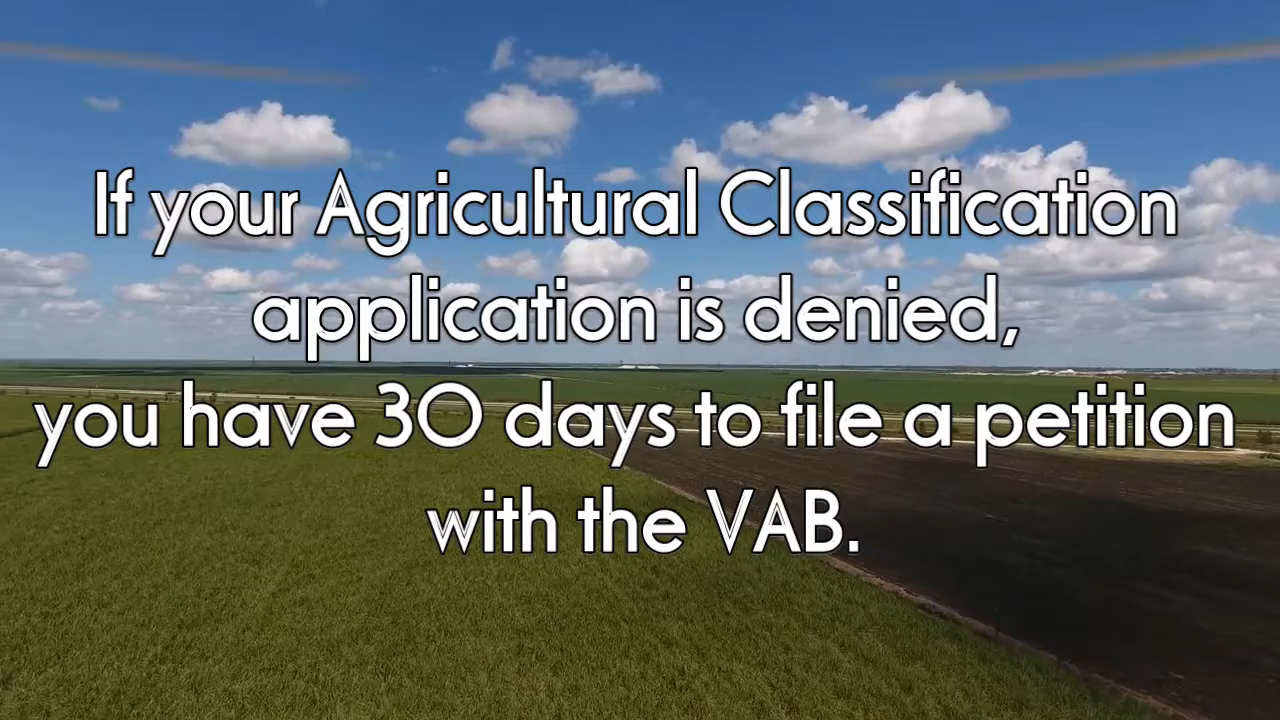 If your Agricultural Classification
application is denied,
you have 30 days to file a petition
with the VAB.